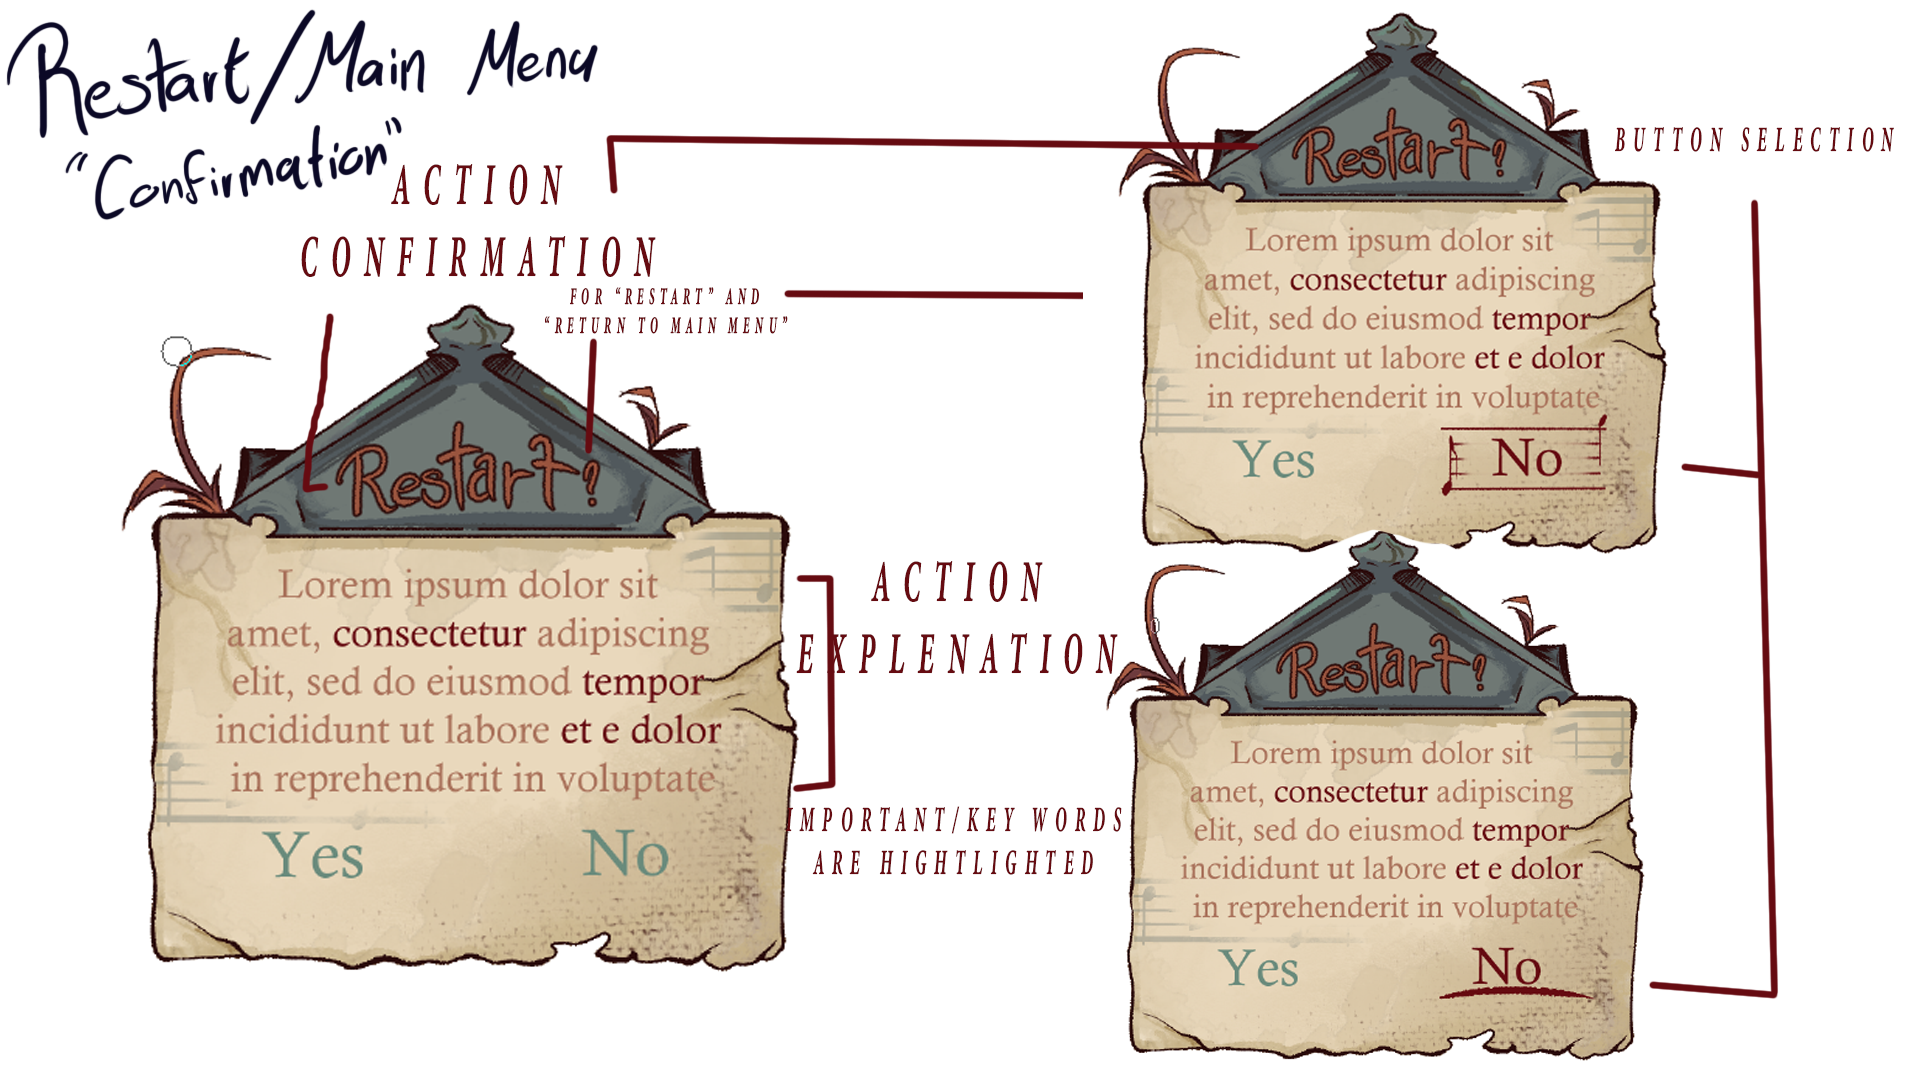 Restart/Main Menu
"Confirmation"
ACTION
CONFIRMATION
FOR "RESTART" AND
"RETURN TO MAIN MENU"
Restart?
Lorem ipsum dolor sit
amet, consectetur adipiscing
elit, sed do eiusmod tempor
incididunt ut labore et e dolor
in reprehenderit in voluptate
Yes No
ACTION
EXPLENATION
IMPORTANT/KEY WORDS
ARE HIGHTLIGHTED
BUTTON SELECTION
Restart?
Lorem ipsum dolor sit
amet, consectetur adipiscing
elit, sed do eiusmod tempor
incididunt ut labore et e dolor
in reprehenderit in voluptate
Yes No
Restart?
Lorem ipsum dolor sit
amet, consectetur adipiscing
elit, sed do eiusmod tempor
incididunt ut labore et e dolor
in reprehenderit in voluptate
Yes No